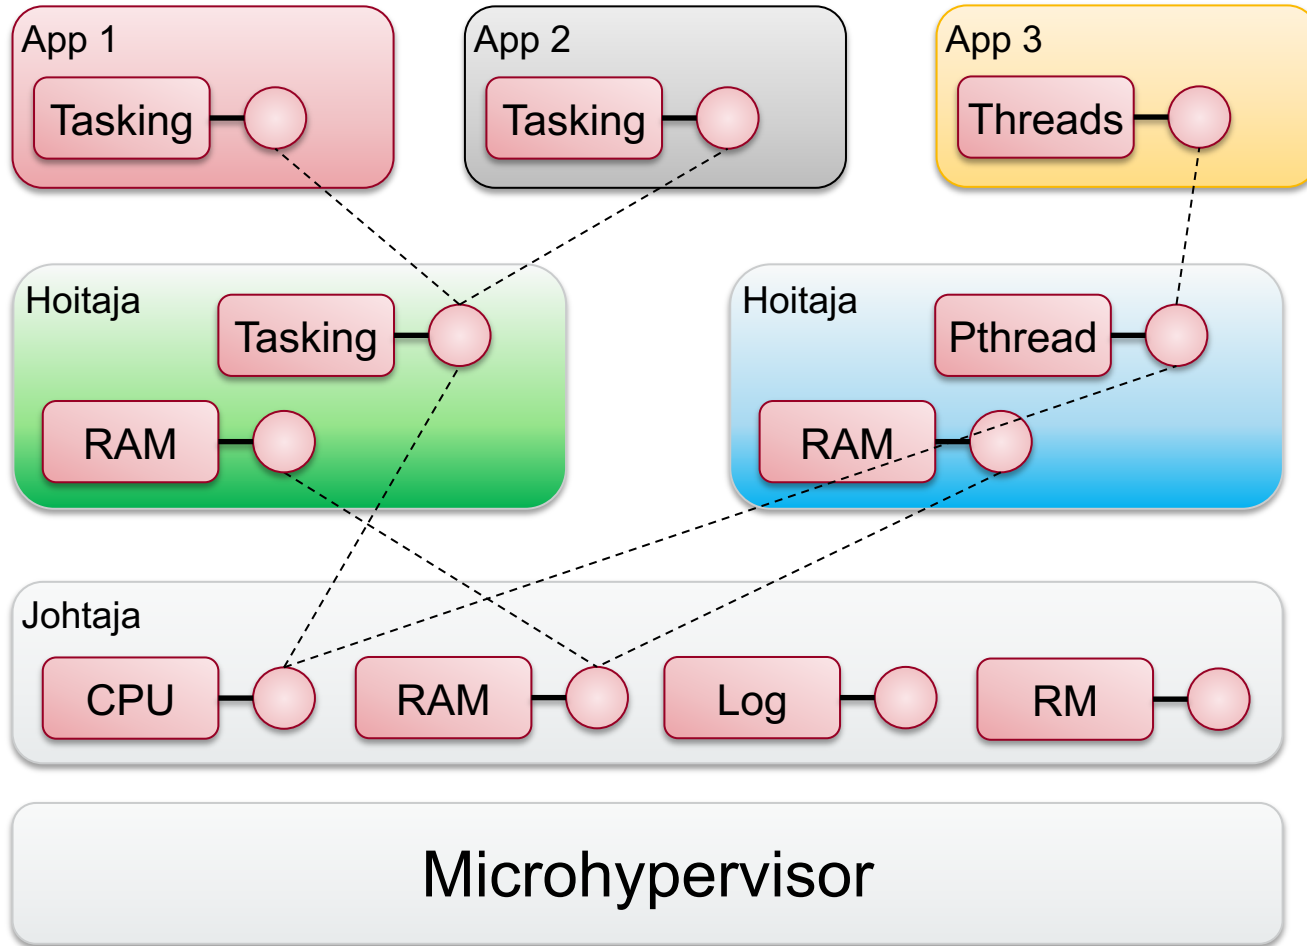 App 1
Tasking
App 2
Tasking
App 3
Threads
Hoitaja
Tasking
RAM
Hoitaja
Pthread
RAM
Johtaja
CPU
RAM
Log
RM
Microhypervisor